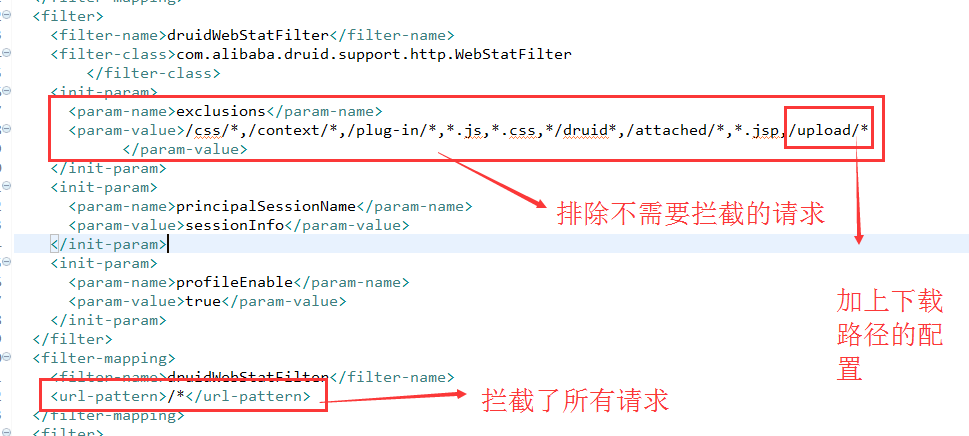 </filter-mapping>
<filter>
<filter-name>druidWebStatFilter</filter-name>
<filter-class>com.alibaba.druid.support.http.WebStatFilter
</filter-class>
<init-param>
<param-name>exclusions</param-name>
<param-value>/css/*,/context/*,/plug-in/*,*.js,*.css,*/druid*,/attached/*,*.jsp,/upload/*
</param-value>
</init-param>
<init-param>
<param-name>principalSessionName</param-name>
<param-value>sessionInfo</param-value>
</init-param>
<init-param>
<param-name>profileEnable</param-name>
<param-value>true</param-value>
</init-param>
</filter>
<filter-mapping>
<filter-name>druidWebStatFilter</filter-name>
<url-pattern>/*</url-pattern>
</filter-mapping>
<filter>
排除不需要拦截的请求
加上下载
路径的配
置
拦截了所有请求